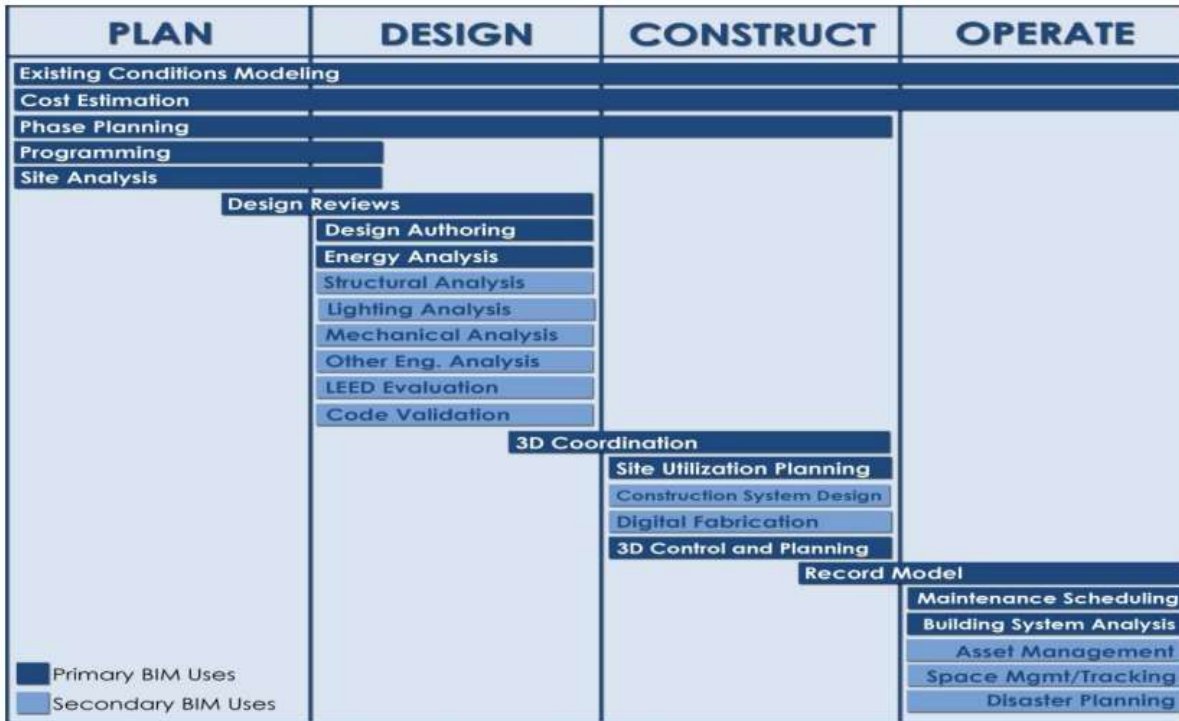 PLAN DESIGN CONSTRUCT OPERATE
Existing Conditions Modeling
Cost Estimation
Phase Planning
Programming
Site Analysis
Design Reviews
Design Authoring
Energy Analysis
Structural Analysis
Lighting Analysis
Mechanical Analysis
Other Eng. Analysis
LEED Evaluation
Code Validation
3D Coordination
Site Utilization Planning
Construction System Design
Digital Fabrication
3D Control and Planning
Record Model
Maintenance Scheduling
Building System Analysis
Asset Management
Space Mgmt/Tracking
Disaster Planning
Primary BIM Uses
Secondary BIM Uses